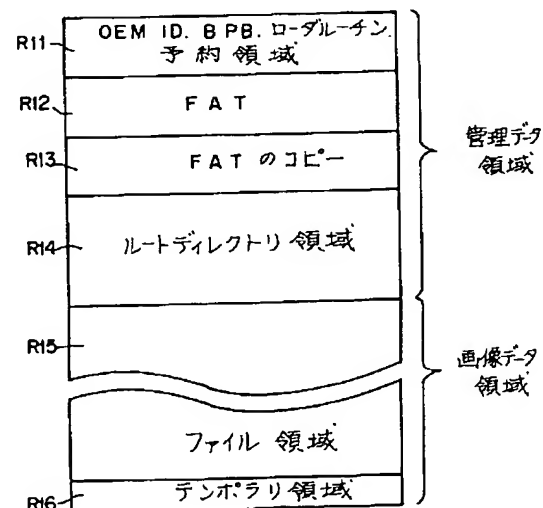 R11
OEM ID. BPB. ローダルーチン.
予約領域
R12
FAT
R13
FATのコピー
管理データ
領域
R14
ルートディレクトリ領域
R15
画像データ
領域
ファイル領域
R16
テンポラリ領域